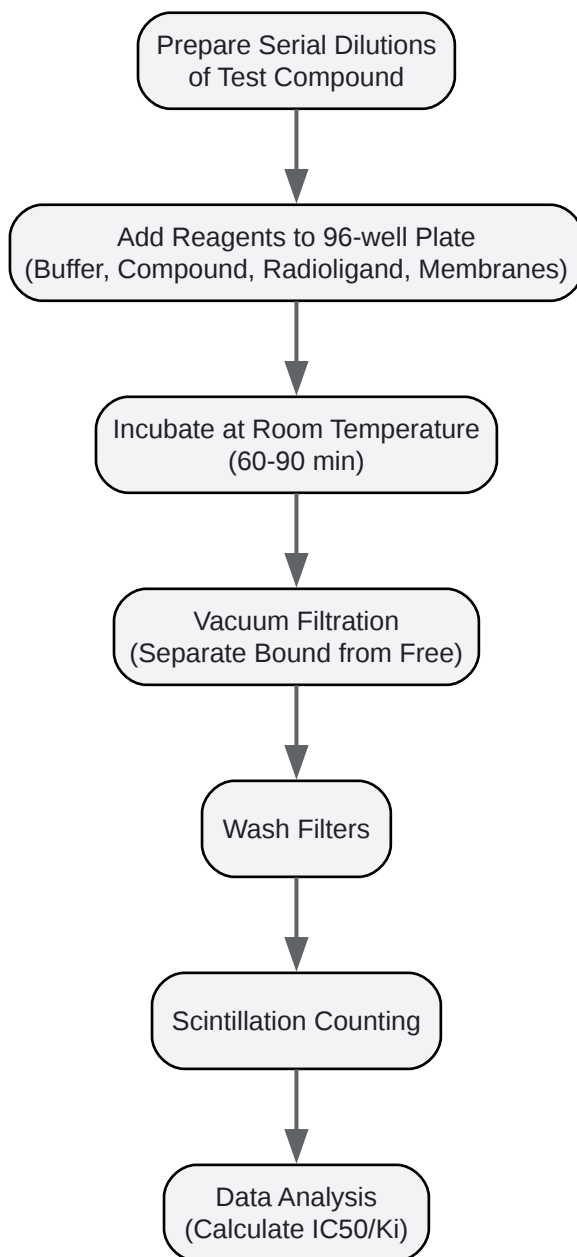 Prepare Serial Dilutions
of Test Compound
Add Reagents to 96-well Plate
(Buffer, Compound, Radioligand, Membranes)
Incubate at Room Temperature
(60-90 min)
Vacuum Filtration
(Separate Bound from Free)
Wash Filters
Scintillation Counting
Data Analysis
(Calculate IC50/Ki)